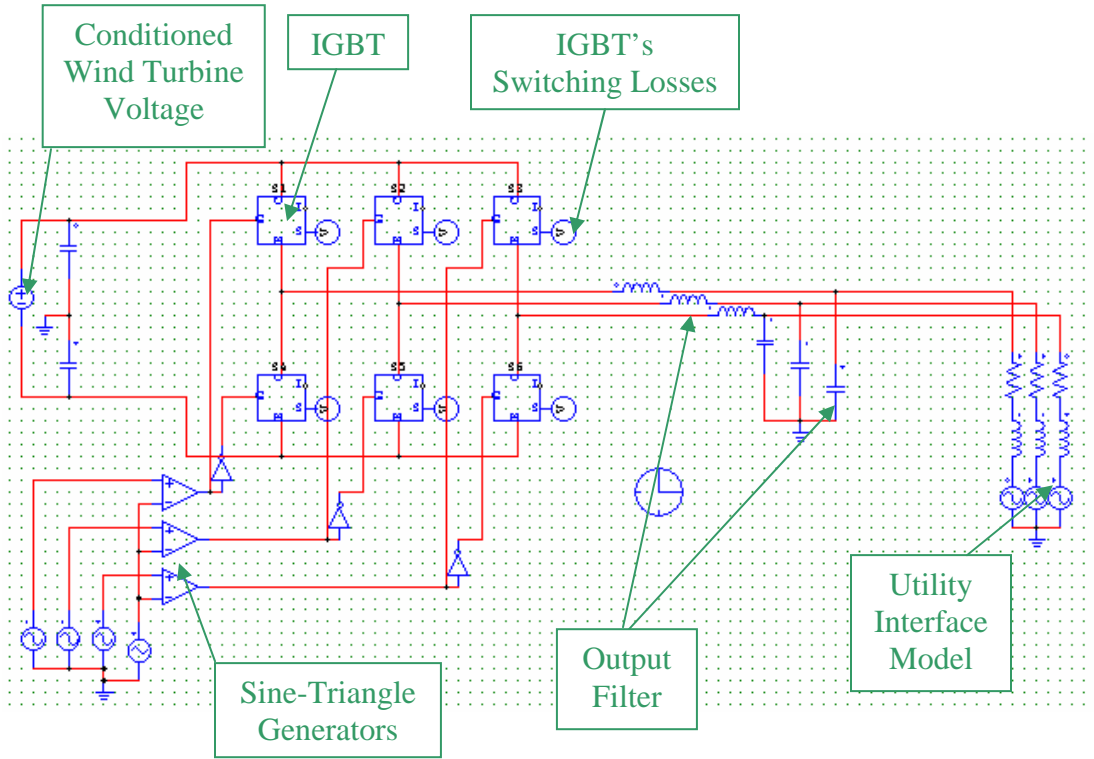 Conditioned
Wind Turbine
Voltage
IGBT
IGBT’s
Switching Losses
S1
S2
S3
S4
S5
S6
Sine-Triangle
Generators
Output
Filter
Utility
Interface
Model